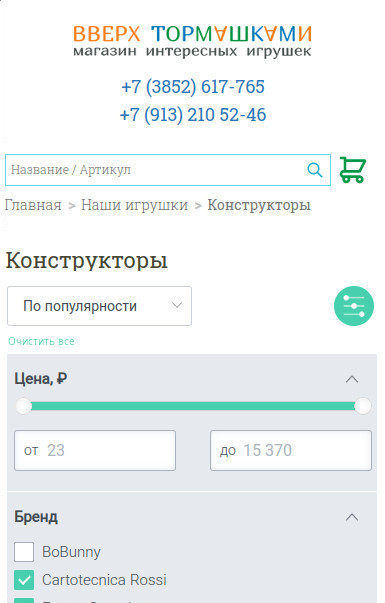 ВВЕРХ ТОРМАШКАМИ
магазин интересных игрушек
+7 (3852) 617-765
+7 (913) 210 52-46
Название / Артикул
Главная > Наши игрушки > Конструкторы
Конструкторы
По популярности
Очистить все
Цена, ₽
от 23
до 15 370
Бренд
BoBunny
Cartotecnica Rossi